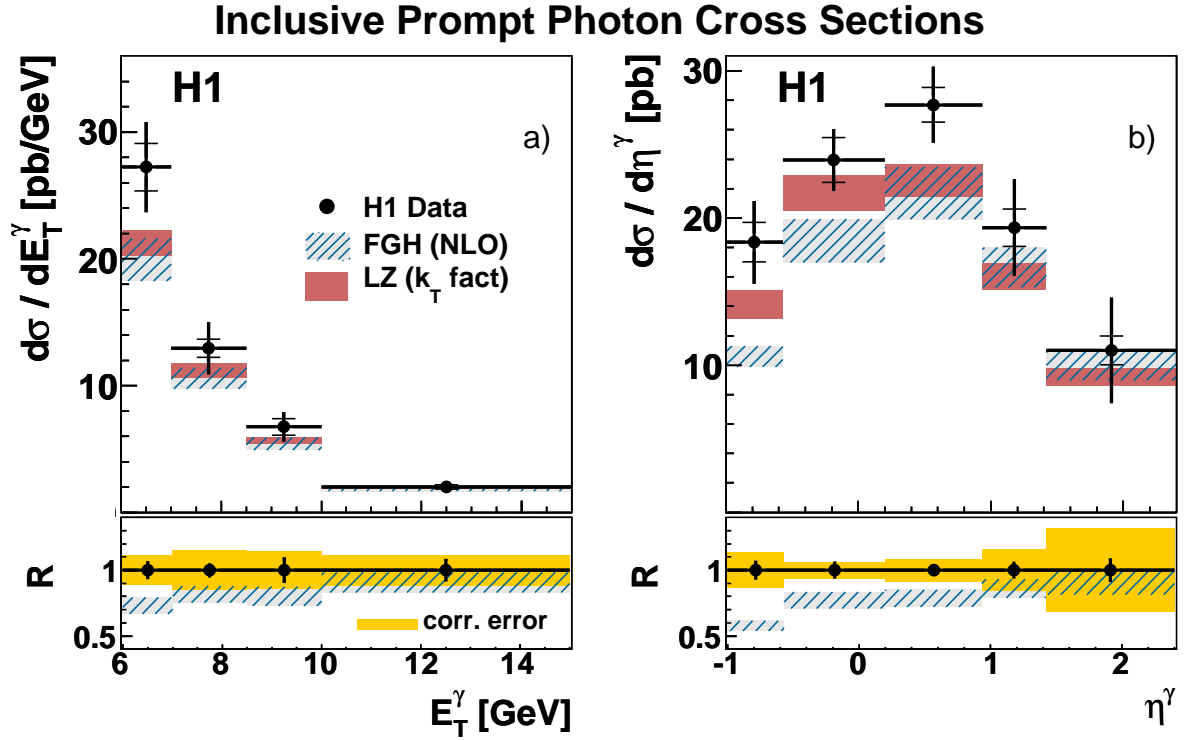 Inclusive Prompt Photon Cross Sections
H1
a)
dσ / dE_T^γ [pb/GeV]
30
20
10
H1 Data
FGH (NLO)
LZ (k_T fact)
R
1
0.5
corr. error
6 8 10 12 14
E_T^γ [GeV]
H1
b)
dσ / dη^γ [pb]
30
20
10
R
1
0.5
-1 0 1 2
η^γ